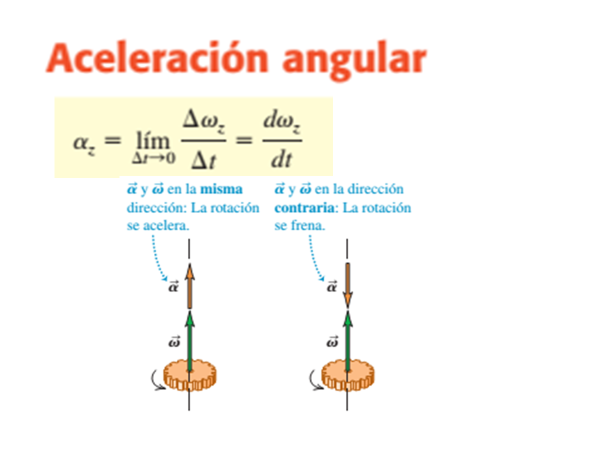 Aceleración angular
α_z = lím_{Δt→0} Δω_z/Δt = dω_z/dt
α⃗ y ω⃗ en la misma
dirección: La rotación
se acelera.
α⃗ y ω⃗ en la dirección
contraria: La rotación
se frena.
α⃗
ω⃗
α⃗
ω⃗